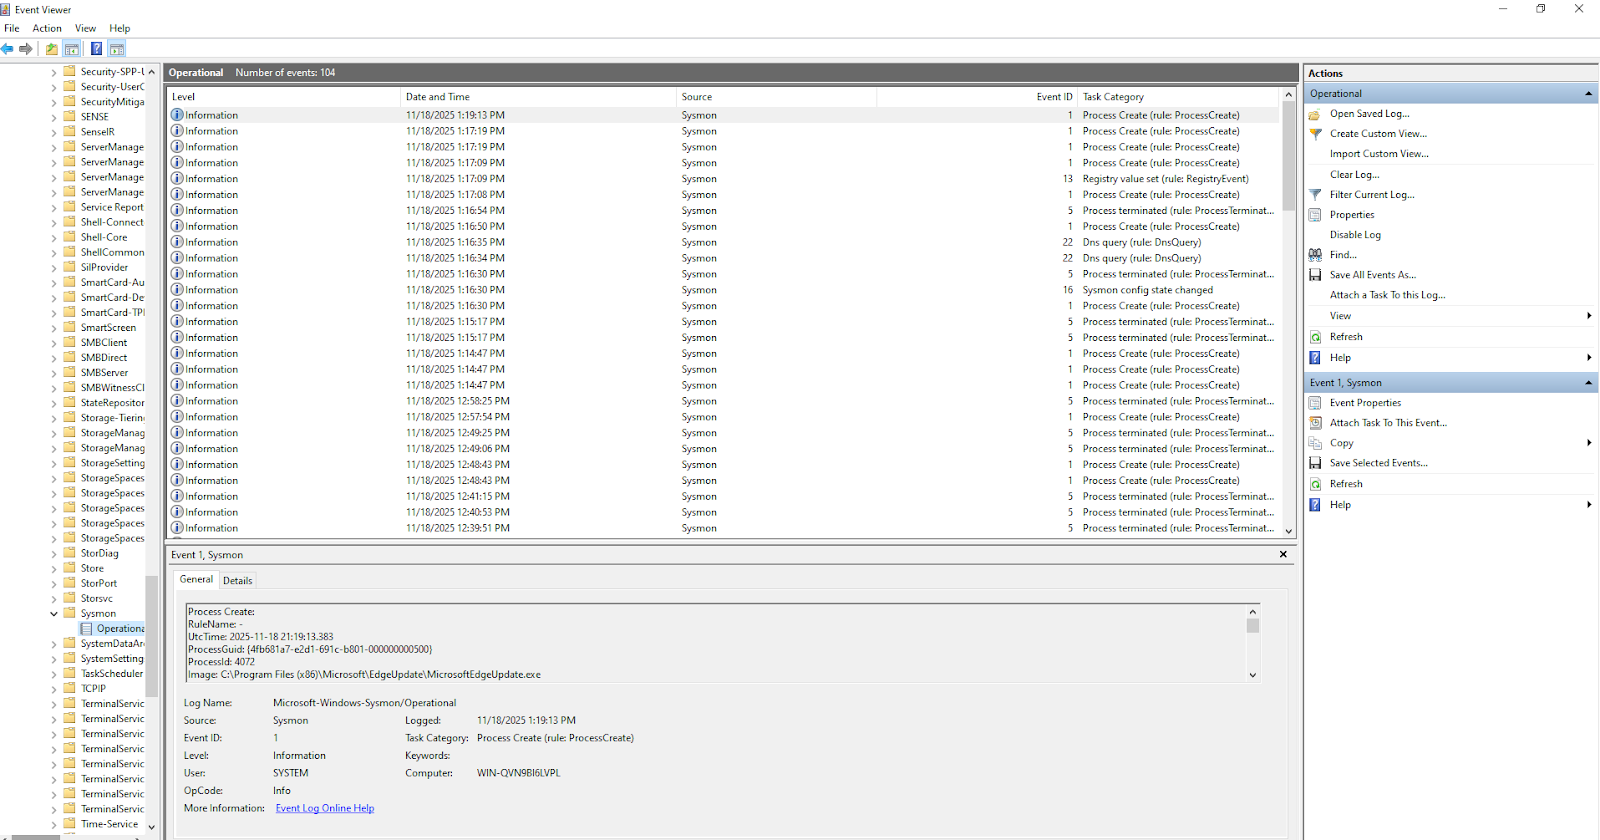 Event Viewer
File Action View Help
Security-SPP-U
Security-UserC
SecurityMitiga
SENSE
SenseIR
ServerManage
ServerManage
ServerManage
ServerManage
Service Report
Shell-Connect
Shell-Core
ShellCommon
SilProvider
SmartCard-Au
SmartCard-De
SmartCard-TPI
SmartScreen
SMBClient
SMBDirect
SMBServer
SMBWitnessCl
StateRepositor
Storage-Tierin
StorageManag
StorageManag
StorageSetting
StorageSpaces
StorageSpaces
StorageSpaces
StorageSpaces
StorageSpaces
StorDiag
Store
StorPort
Storsvc
Sysmon
Operationa
SystemDataAr
SystemSetting
TaskScheduler
TCPIP
TerminalServic
TerminalServic
TerminalServic
TerminalServic
TerminalServic
TerminalServic
TerminalServic
TerminalServic
Time-Service
Operational Number of events: 104
Level Date and Time Source Event ID Task Category
Information 11/18/2025 1:19:13 PM Sysmon 1 Process Create (rule: ProcessCreate)
Information 11/18/2025 1:17:19 PM Sysmon 1 Process Create (rule: ProcessCreate)
Information 11/18/2025 1:17:19 PM Sysmon 1 Process Create (rule: ProcessCreate)
Information 11/18/2025 1:17:09 PM Sysmon 1 Process Create (rule: ProcessCreate)
Information 11/18/2025 1:17:09 PM Sysmon 13 Registry value set (rule: RegistryEvent)
Information 11/18/2025 1:17:08 PM Sysmon 1 Process Create (rule: ProcessCreate)
Information 11/18/2025 1:16:54 PM Sysmon 5 Process terminated (rule: ProcessTerminat...
Information 11/18/2025 1:16:50 PM Sysmon 1 Process Create (rule: ProcessCreate)
Information 11/18/2025 1:16:35 PM Sysmon 22 Dns query (rule: DnsQuery)
Information 11/18/2025 1:16:34 PM Sysmon 22 Dns query (rule: DnsQuery)
Information 11/18/2025 1:16:30 PM Sysmon 5 Process terminated (rule: ProcessTerminat...
Information 11/18/2025 1:16:30 PM Sysmon 16 Sysmon config state changed
Information 11/18/2025 1:16:30 PM Sysmon 1 Process Create (rule: ProcessCreate)
Information 11/18/2025 1:15:17 PM Sysmon 5 Process terminated (rule: ProcessTerminat...
Information 11/18/2025 1:15:17 PM Sysmon 5 Process terminated (rule: ProcessTerminat...
Information 11/18/2025 1:14:47 PM Sysmon 1 Process Create (rule: ProcessCreate)
Information 11/18/2025 1:14:47 PM Sysmon 1 Process Create (rule: ProcessCreate)
Information 11/18/2025 1:14:47 PM Sysmon 1 Process Create (rule: ProcessCreate)
Information 11/18/2025 12:58:25 PM Sysmon 5 Process terminated (rule: ProcessTerminat...
Information 11/18/2025 12:57:54 PM Sysmon 1 Process Create (rule: ProcessCreate)
Information 11/18/2025 12:49:25 PM Sysmon 5 Process terminated (rule: ProcessTerminat...
Information 11/18/2025 12:49:06 PM Sysmon 5 Process terminated (rule: ProcessTerminat...
Information 11/18/2025 12:48:43 PM Sysmon 1 Process Create (rule: ProcessCreate)
Information 11/18/2025 12:48:43 PM Sysmon 1 Process Create (rule: ProcessCreate)
Information 11/18/2025 12:41:15 PM Sysmon 5 Process terminated (rule: ProcessTerminat...
Information 11/18/2025 12:40:53 PM Sysmon 5 Process terminated (rule: ProcessTerminat...
Information 11/18/2025 12:39:51 PM Sysmon 5 Process terminated (rule: ProcessTerminat...
Event 1, Sysmon
General Details
Process Create:
RuleName: -
UtcTime: 2025-11-18 21:19:13.383
ProcessGuid: {4fb681a7-e2d1-691c-b801-000000000500}
ProcessId: 4072
Image: C:\Program Files (x86)\Microsoft\EdgeUpdate\MicrosoftEdgeUpdate.exe
Log Name: Microsoft-Windows-Sysmon/Operational
Source: Sysmon Logged: 11/18/2025 1:19:13 PM
Event ID: 1 Task Category: Process Create (rule: ProcessCreate)
Level: Information Keywords:
User: SYSTEM Computer: WIN-QVN9BI6LVPL
OpCode: Info
More Information: Event Log Online Help
Actions
Operational
Open Saved Log...
Create Custom View...
Import Custom View...
Clear Log...
Filter Current Log...
Properties
Disable Log
Find...
Save All Events As...
Attach a Task To this Log...
View
Refresh
Help
Event 1, Sysmon
Event Properties
Attach Task To This Event...
Copy
Save Selected Events...
Refresh
Help